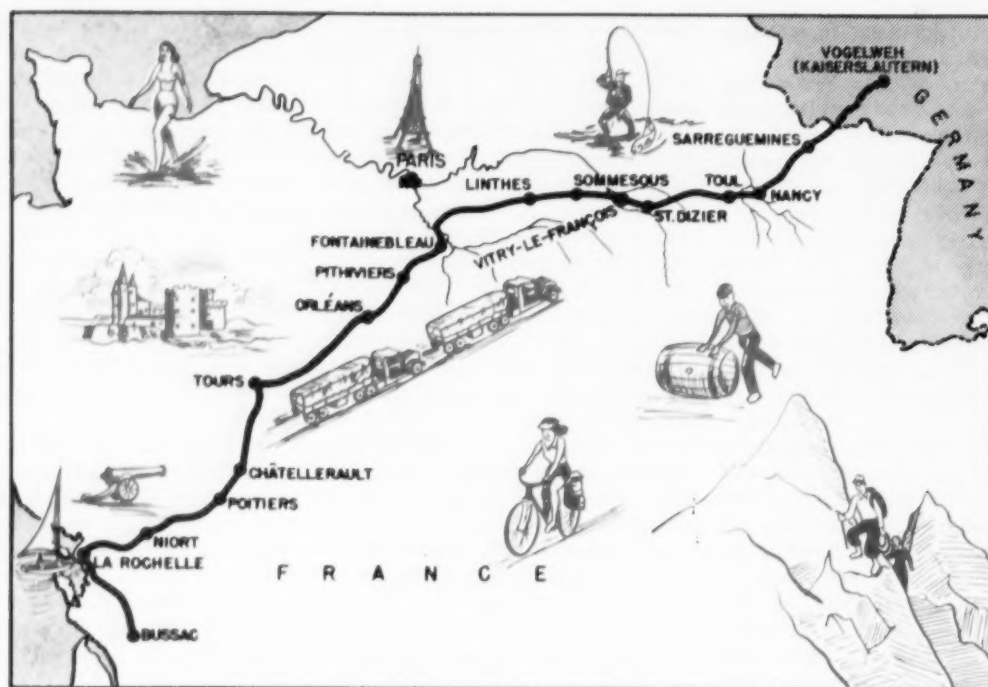 VOGELWEH
(KAISERSLAUTERN)
GERMANY
SARREGUEMINES
PARIS
LINTHES
SOMMESOUS
TOUL
NANCY
ST. DIZIER
VITRY-LE-FRANÇOIS
FONTAINEBLEAU
PITHIVIERS
ORLÉANS
TOURS
CHÂTELLERAULT
POITIERS
NIORT
LA ROCHELLE
FRANCE
BUSSAC